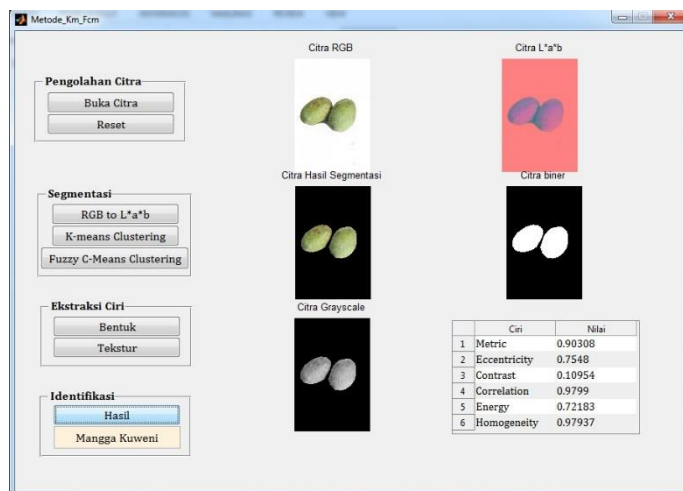 Metode_Km_Fcm
Pengolahan Citra
Buka Citra
Reset
Segmentasi
RGB to L*a*b
K-means Clustering
Fuzzy C-Means Clustering
Ekstraksi Ciri
Bentuk
Tekstur
Identifikasi
Hasil
Mangga Kuweni
Citra RGB
Citra L*a*b
Citra Hasil Segmentasi
Citra biner
Citra Grayscale
Ciri Nilai
1 Metric 0.90308
2 Eccentricity 0.7548
3 Contrast 0.10954
4 Correlation 0.9799
5 Energy 0.72183
6 Homogeneity 0.97937